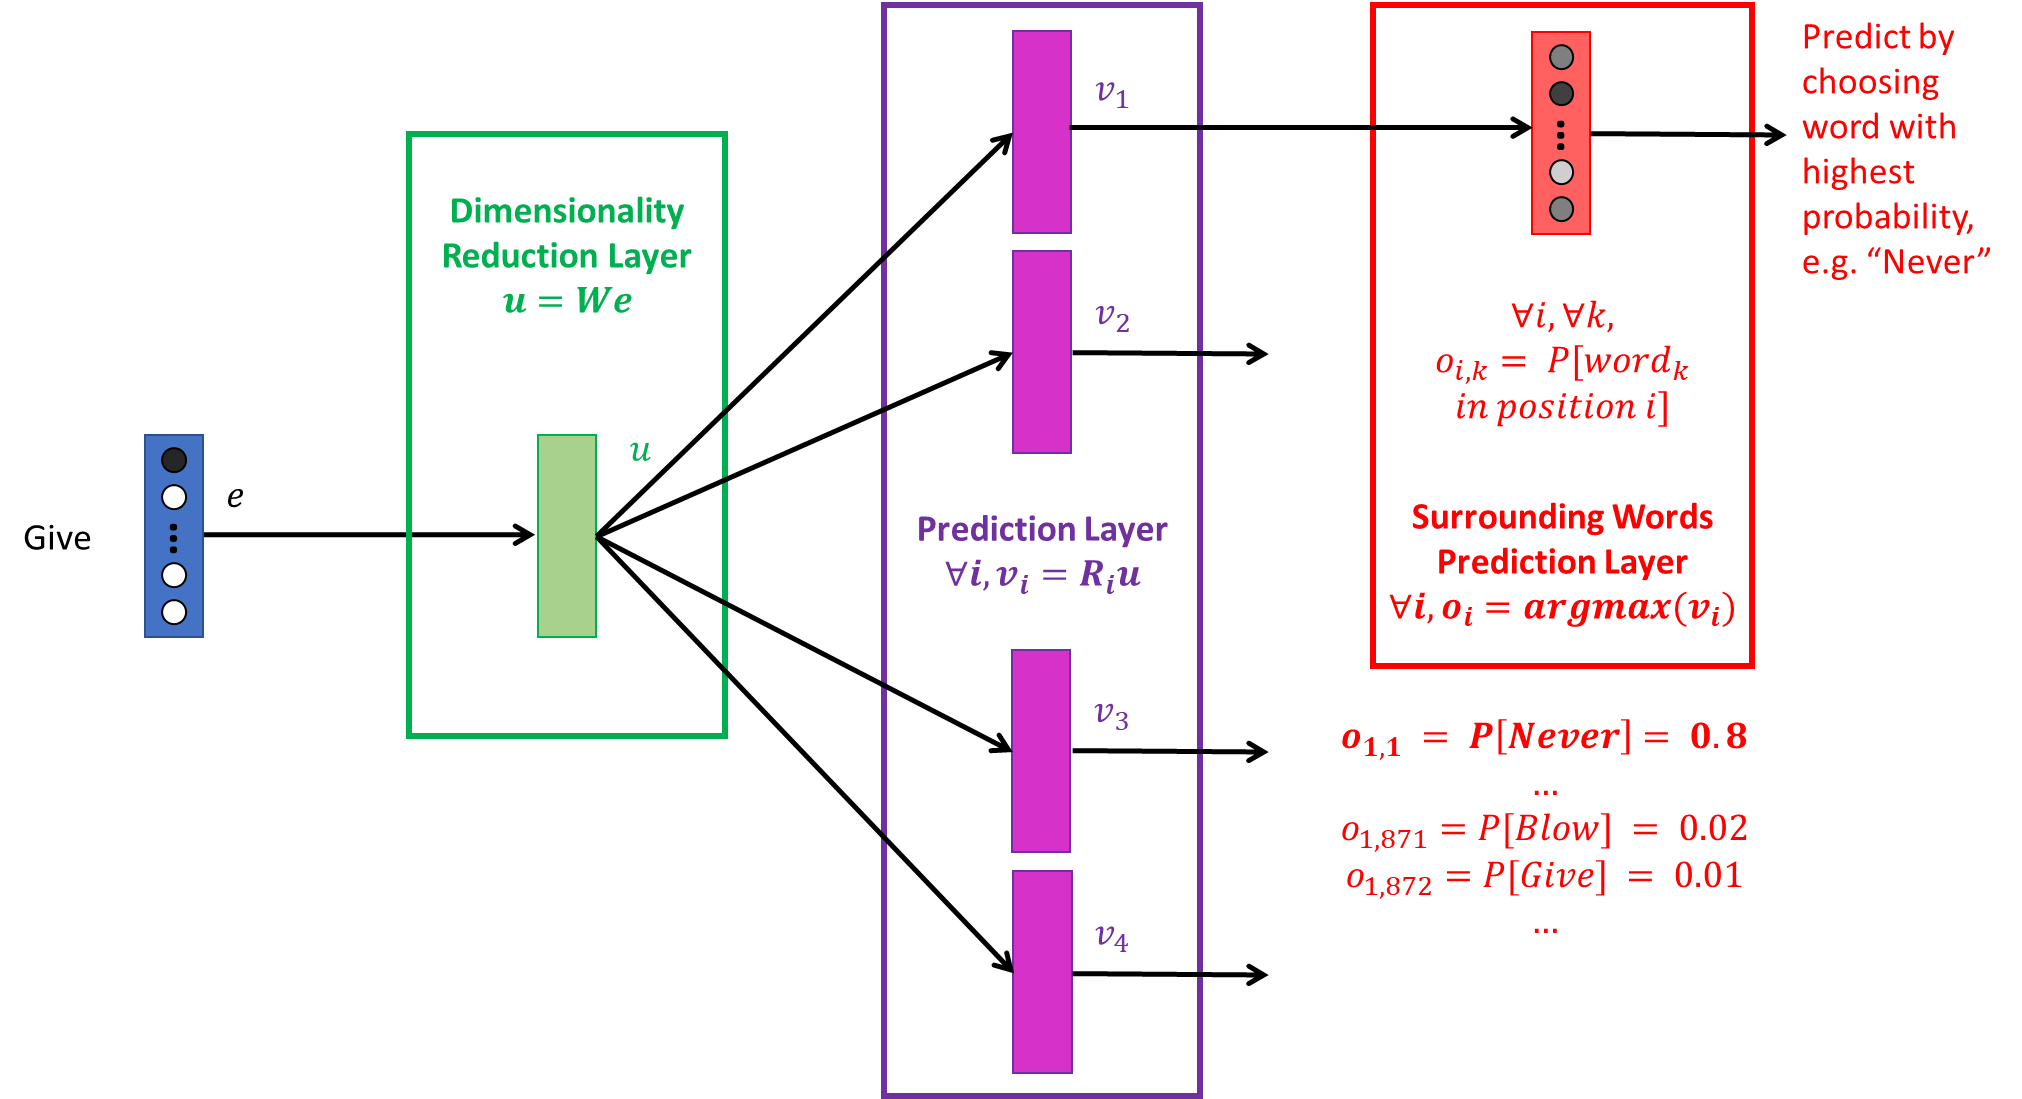 Give
e
Dimensionality
Reduction Layer
u = We
u
v₁
v₂
Prediction Layer
∀i, vᵢ = Rᵢu
v₃
v₄
∀i, ∀k,
oᵢ,ₖ = P[wordₖ
in position i]
Surrounding Words
Prediction Layer
∀i, oᵢ = argmax(vᵢ)
Predict by
choosing
word with
highest
probability,
e.g. “Never”
o₁,₁ = P[Never] = 0.8
...
o₁,₈₇₁ = P[Blow] = 0.02
o₁,₈₇₂ = P[Give] = 0.01
...